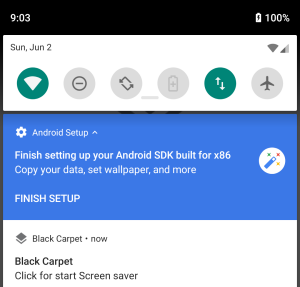 9:03
100%
Sun, Jun 2
Android Setup
Finish setting up your Android SDK built for x86
Copy your data, set wallpaper, and more
FINISH SETUP
Black Carpet • now
Black Carpet
Click for start Screen saver